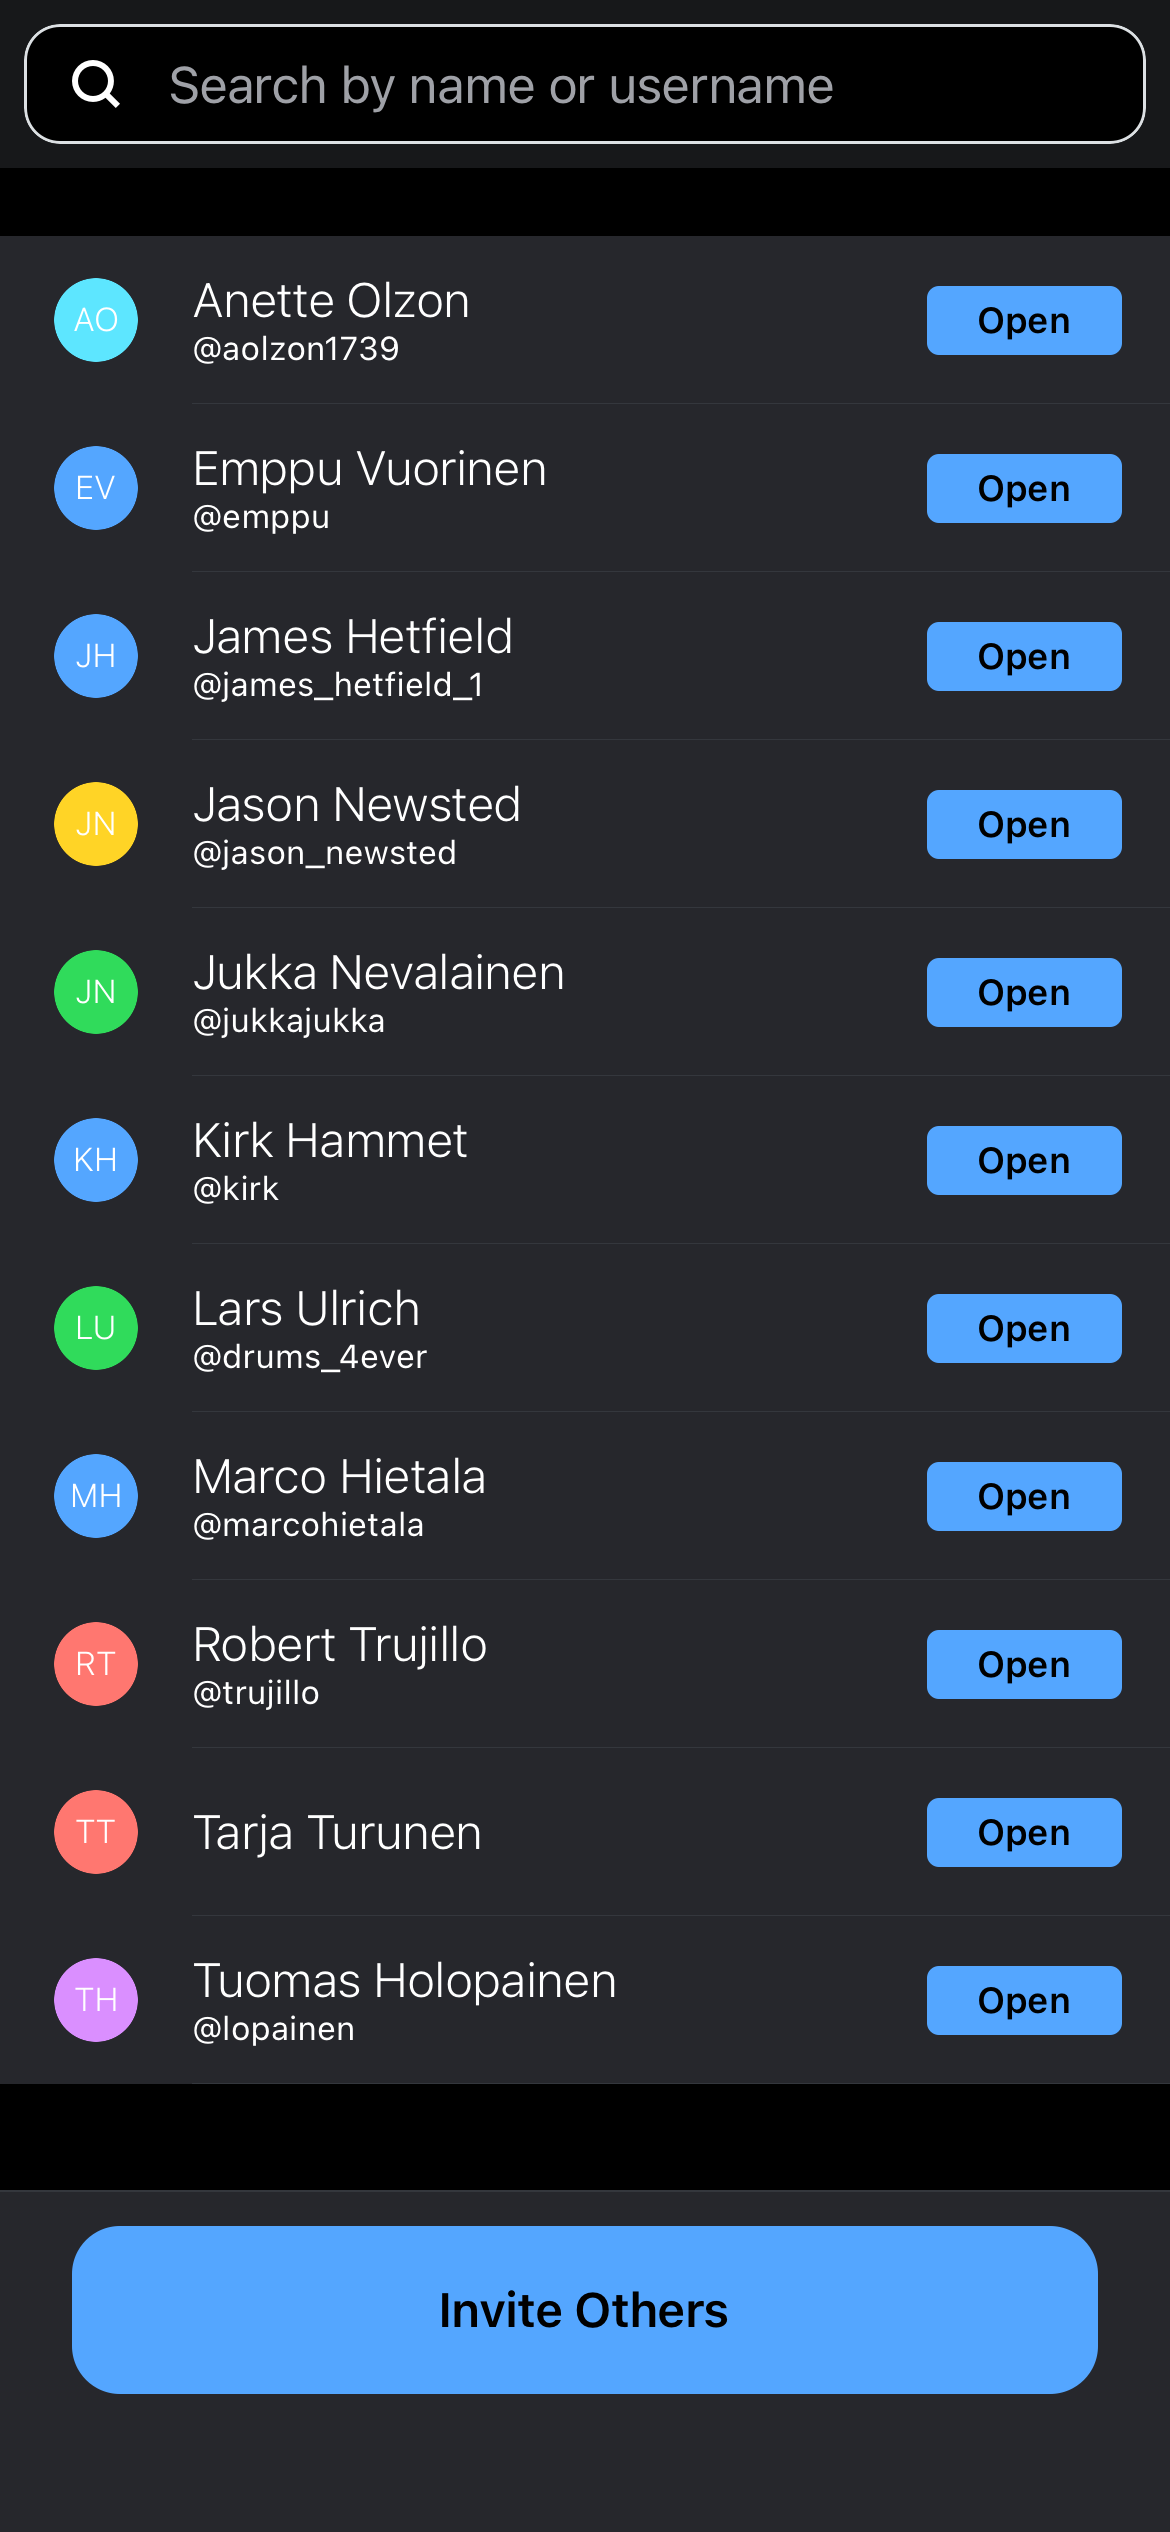 Search by name or username
AO
Anette Olzon
@aolzon1739
Open
EV
Emppu Vuorinen
@emppu
Open
JH
James Hetfield
@james_hetfield_1
Open
JN
Jason Newsted
@jason_newsted
Open
JN
Jukka Nevalainen
@jukkajukka
Open
KH
Kirk Hammet
@kirk
Open
LU
Lars Ulrich
@drums_4ever
Open
MH
Marco Hietala
@marcohietala
Open
RT
Robert Trujillo
@trujillo
Open
TT
Tarja Turunen
Open
TH
Tuomas Holopainen
@lopainen
Open
Invite Others